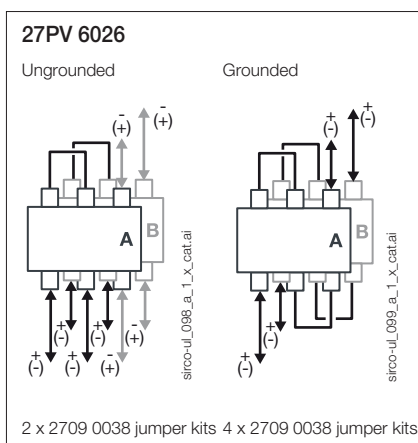 27PV 6026
Ungrounded Grounded
- (+) - (+) + (-) + (-)
B B
A A
sirco-ul_098_a_1_x_cat.ai sirco-ul_099_a_1_x_cat.ai
+ (-) + (-) + (-) + (-) - (+) - (+) + (-) + (-)
2 x 2709 0038 jumper kits 4 x 2709 0038 jumper kits